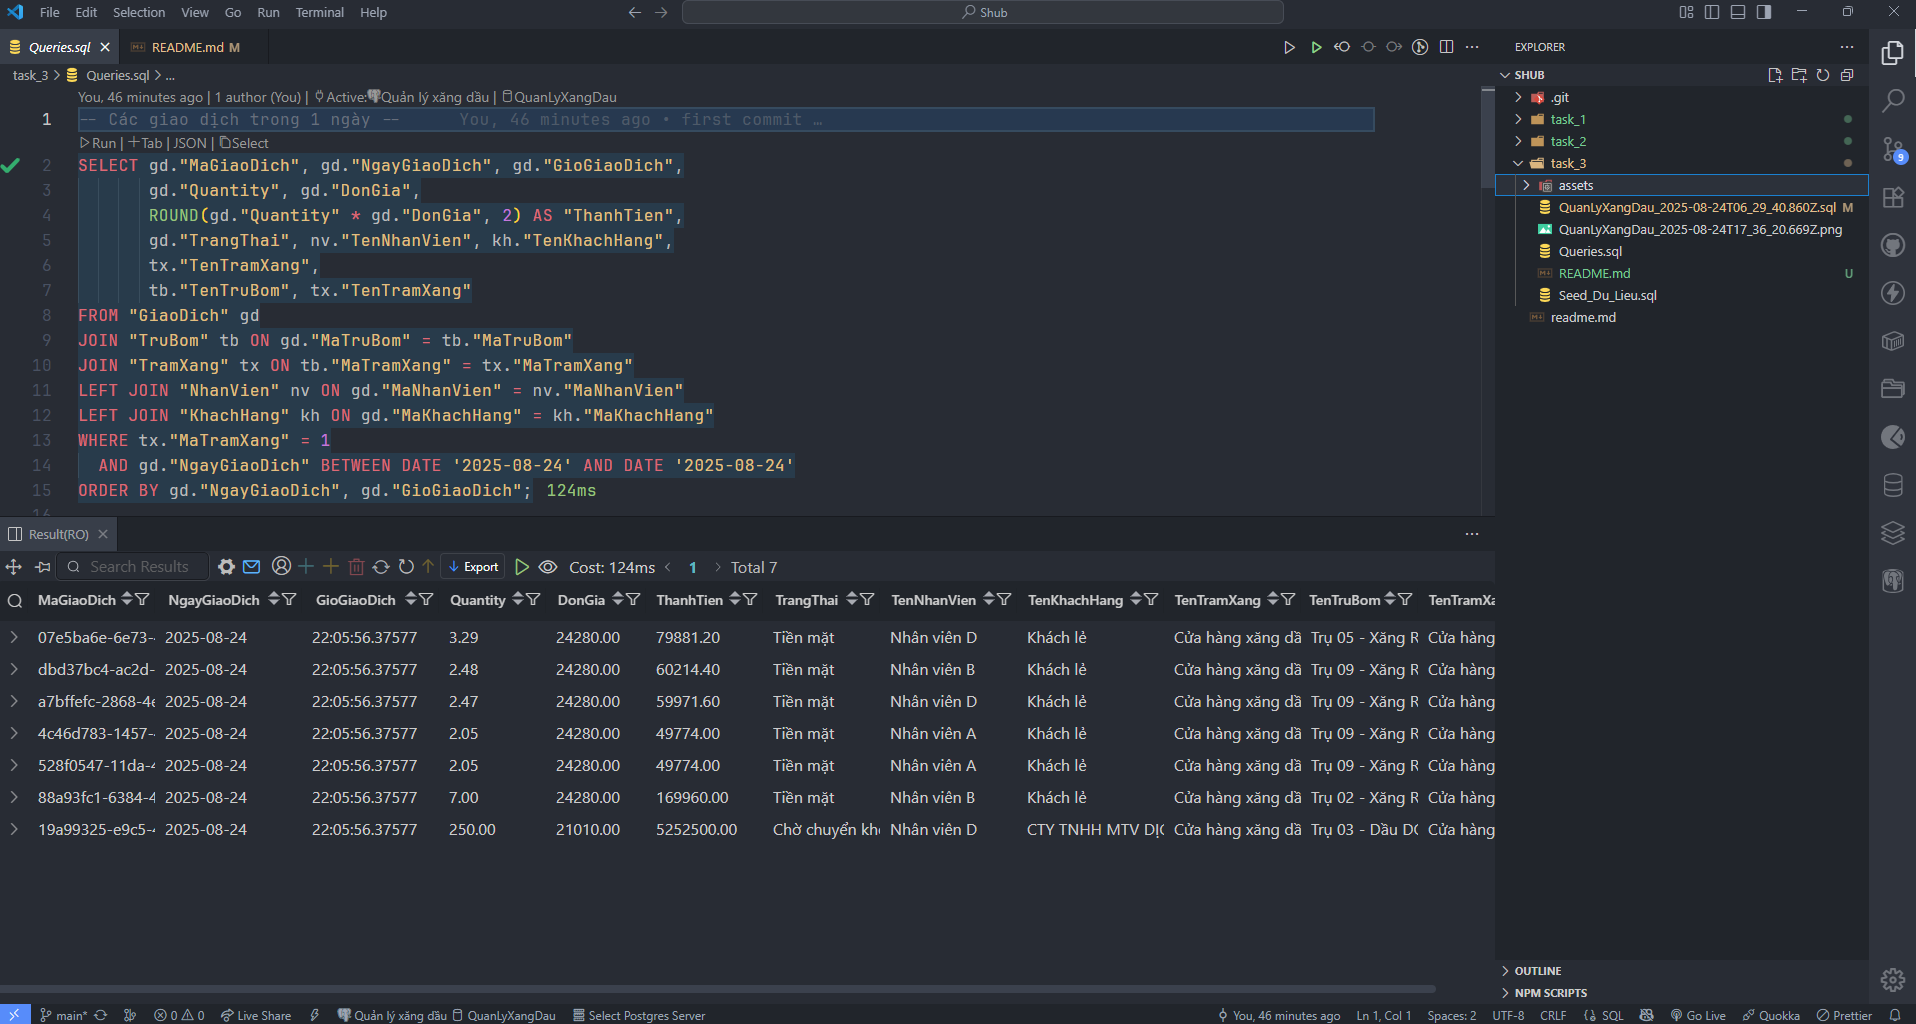 File Edit Selection View Go Run Terminal Help
Shub
Queries.sql
README.md M
task_3 > Queries.sql > ...
You, 46 minutes ago | 1 author (You) | Active: Quản lý xăng dầu | QuanLyXangDau
1 -- Các giao dịch trong 1 ngày -- You, 46 minutes ago • first commit …
Run | Tab | JSON | Select
2 SELECT gd."MaGiaoDich", gd."NgayGiaoDich", gd."GioGiaoDich",
3 gd."Quantity", gd."DonGia",
4 ROUND(gd."Quantity" * gd."DonGia", 2) AS "ThanhTien",
5 gd."TrangThai", nv."TenNhanVien", kh."TenKhachHang",
6 tx."TenTramXang",
7 tb."TenTruBom", tx."TenTramXang"
8 FROM "GiaoDich" gd
9 JOIN "TruBom" tb ON gd."MaTruBom" = tb."MaTruBom"
10 JOIN "TramXang" tx ON tb."MaTramXang" = tx."MaTramXang"
11 LEFT JOIN "NhanVien" nv ON gd."MaNhanVien" = nv."MaNhanVien"
12 LEFT JOIN "KhachHang" kh ON gd."MaKhachHang" = kh."MaKhachHang"
13 WHERE tx."MaTramXang" = 1
14 AND gd."NgayGiaoDich" BETWEEN DATE '2025-08-24' AND DATE '2025-08-24'
15 ORDER BY gd."NgayGiaoDich", gd."GioGiaoDich"; 124ms
16
Result(RO)
Search Results
Export
Cost: 124ms < 1 > Total 7
MaGiaoDich NgayGiaoDich GioGiaoDich Quantity DonGia ThanhTien TrangThai TenNhanVien TenKhachHang TenTramXang TenTruBom TenTramXa
07e5ba6e-6e73- 2025-08-24 22:05:56.37577 3.29 24280.00 79881.20 Tiền mặt Nhân viên D Khách lẻ Cửa hàng xăng dầ Trụ 05 - Xăng R Cửa hàng
dbd37bc4-ac2d- 2025-08-24 22:05:56.37577 2.48 24280.00 60214.40 Tiền mặt Nhân viên B Khách lẻ Cửa hàng xăng dầ Trụ 09 - Xăng R Cửa hàng
a7bffefc-2868-4e 2025-08-24 22:05:56.37577 2.47 24280.00 59971.60 Tiền mặt Nhân viên D Khách lẻ Cửa hàng xăng dầ Trụ 09 - Xăng R Cửa hàng
4c46d783-1457- 2025-08-24 22:05:56.37577 2.05 24280.00 49774.00 Tiền mặt Nhân viên A Khách lẻ Cửa hàng xăng dầ Trụ 09 - Xăng R Cửa hàng
528f0547-11da-4 2025-08-24 22:05:56.37577 2.05 24280.00 49774.00 Tiền mặt Nhân viên A Khách lẻ Cửa hàng xăng dầ Trụ 09 - Xăng R Cửa hàng
88a93fc1-6384-4 2025-08-24 22:05:56.37577 7.00 24280.00 169960.00 Tiền mặt Nhân viên B Khách lẻ Cửa hàng xăng dầ Trụ 02 - Xăng R Cửa hàng
19a99325-e9c5-4 2025-08-24 22:05:56.37577 250.00 21010.00 5252500.00 Chờ chuyển kh Nhân viên D CTY TNHH MTV DỊC Cửa hàng xăng dầ Trụ 03 - Dầu DO Cửa hàng
EXPLORER
SHUB
.git
task_1
task_2
task_3
assets
QuanLyXangDau_2025-08-24T06_29_40.860Z.sql M
QuanLyXangDau_2025-08-24T17_36_20.669Z.png
Queries.sql
README.md U
Seed_Du_Lieu.sql
readme.md
OUTLINE
NPM SCRIPTS
9
main* 0 0 Live Share Quản lý xăng dầu QuanLyXangDau Select Postgres Server You, 46 minutes ago Ln 1, Col 1 Spaces: 2 UTF-8 CRLF SQL Go Live Quokka Prettier